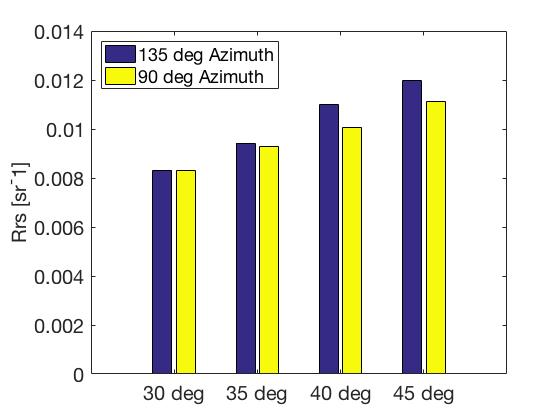 135 deg Azimuth
90 deg Azimuth
0.014
0.012
0.01
0.008
0.006
0.004
0.002
0
Rrs [sr-1]
30 deg 35 deg 40 deg 45 deg